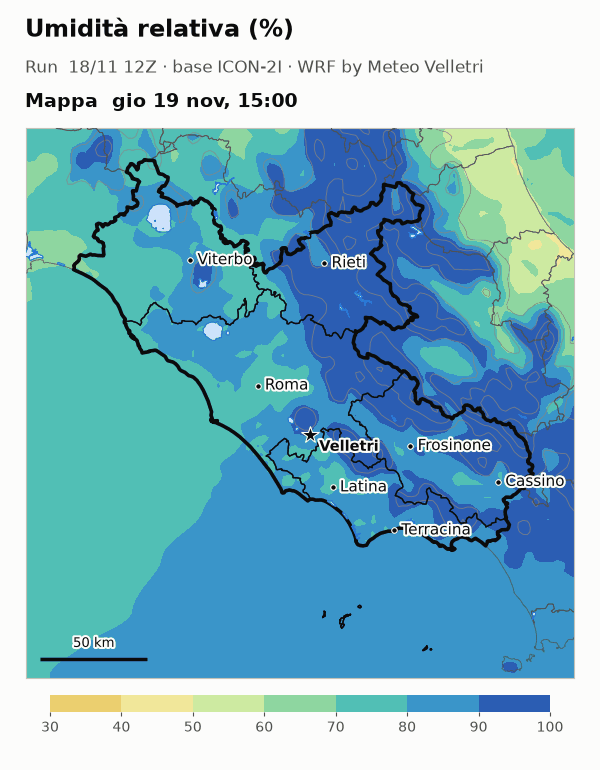 Umidità relativa (%)
Run  18/11 12Z · base ICON-2I · WRF by Meteo Velletri
Mappa  gio 19 nov, 15:00
Viterbo
Rieti
Roma
Velletri
Frosinone
Cassino
Latina
Terracina
50 km
30 40 50 60 70 80 90 100